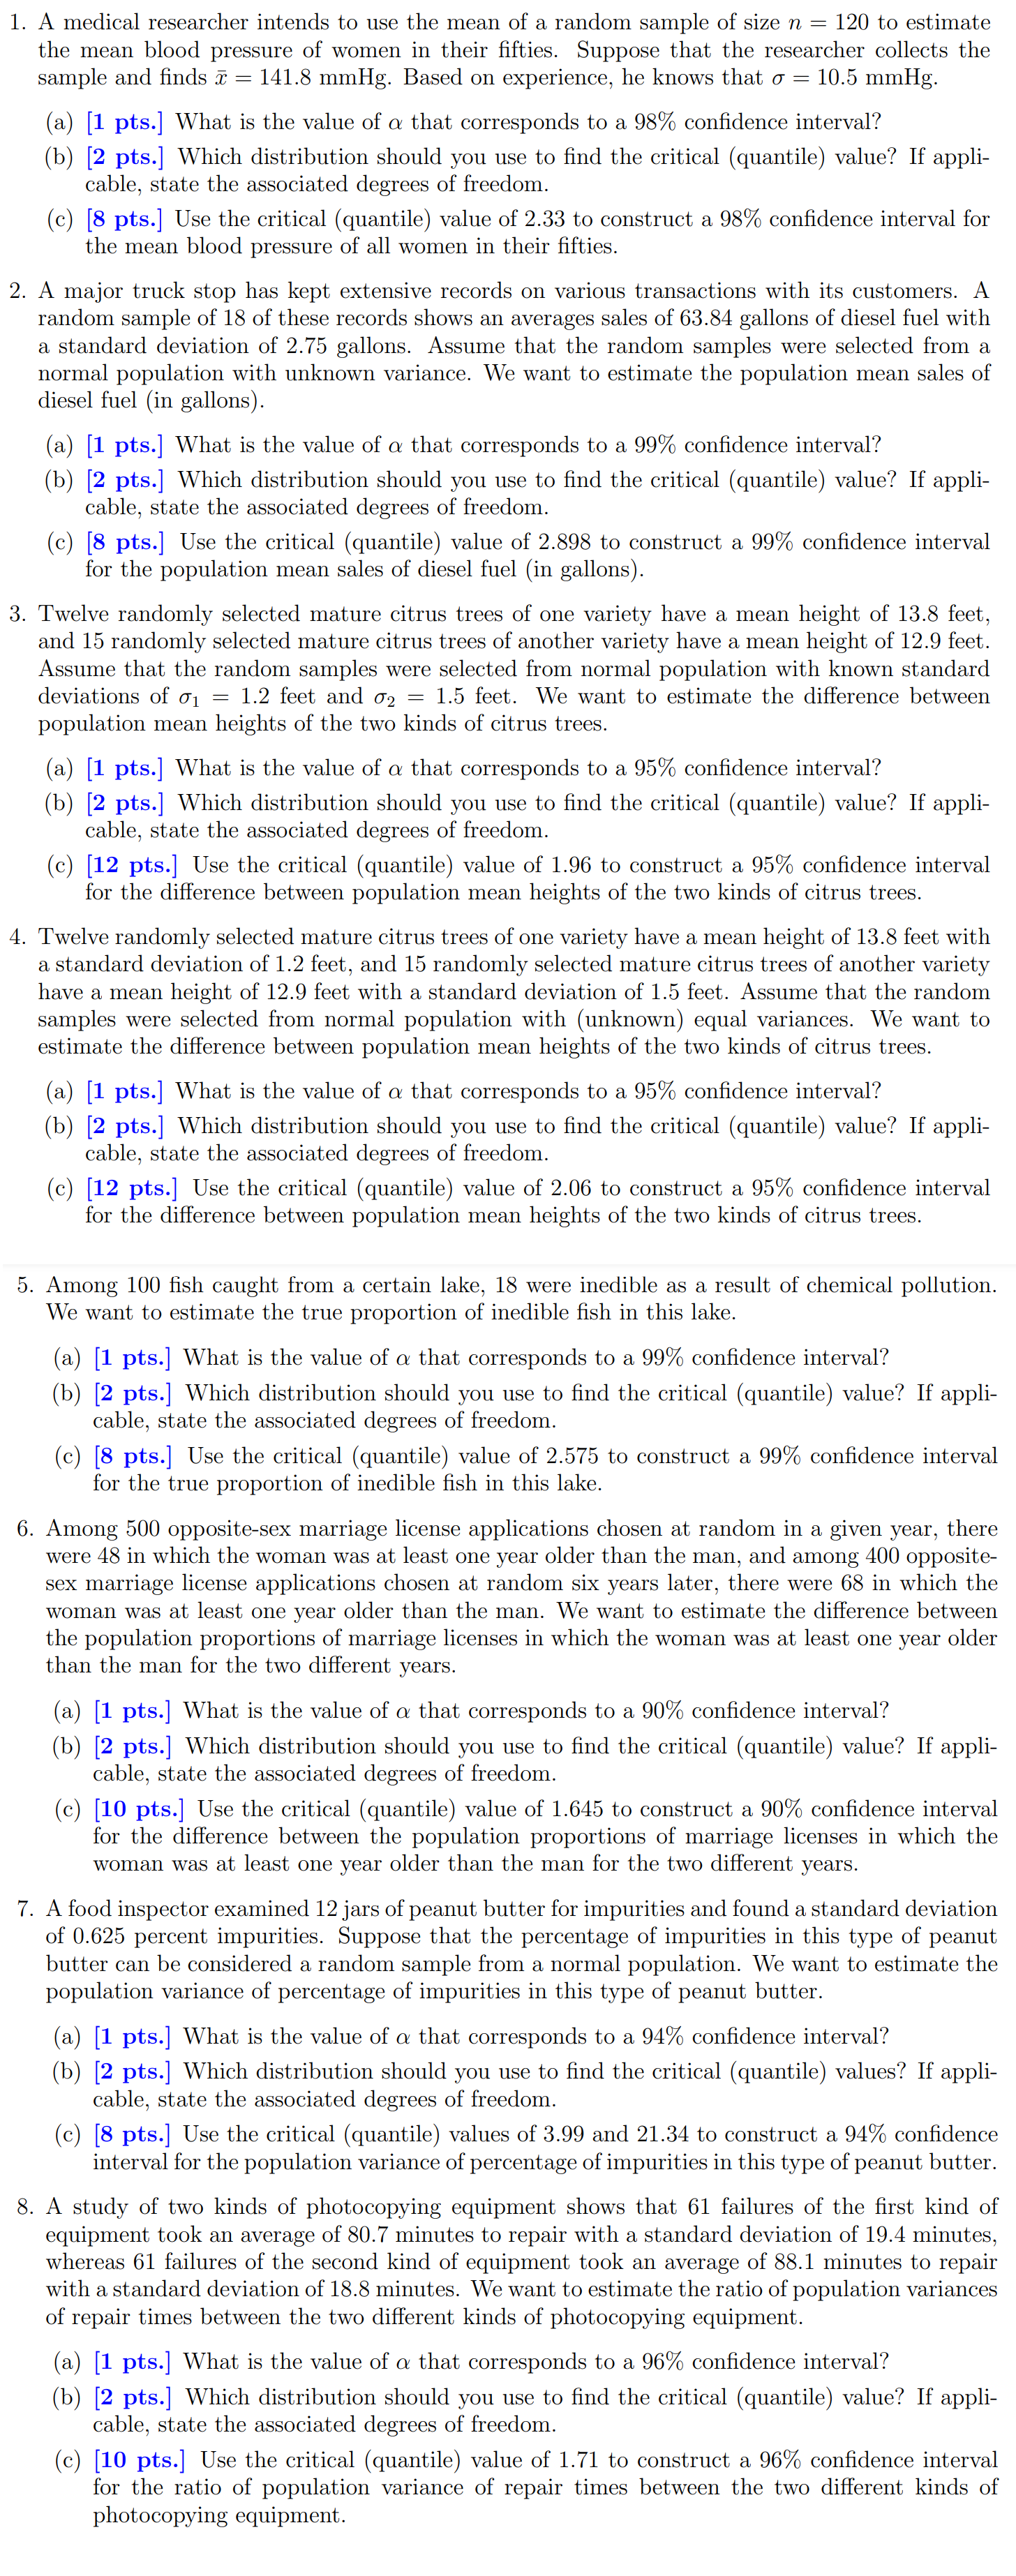 1. A medical researcher intends to use the mean of a random sample of size n = 120 to estimate
the mean blood pressure of women in their fifties. Suppose that the researcher collects the
sample and finds x̄ = 141.8 mmHg. Based on experience, he knows that σ = 10.5 mmHg.
(a) [1 pts.] What is the value of α that corresponds to a 98% confidence interval?
(b) [2 pts.] Which distribution should you use to find the critical (quantile) value? If appli-
cable, state the associated degrees of freedom.
(c) [8 pts.] Use the critical (quantile) value of 2.33 to construct a 98% confidence interval for
the mean blood pressure of all women in their fifties.
2. A major truck stop has kept extensive records on various transactions with its customers. A
random sample of 18 of these records shows an averages sales of 63.84 gallons of diesel fuel with
a standard deviation of 2.75 gallons. Assume that the random samples were selected from a
normal population with unknown variance. We want to estimate the population mean sales of
diesel fuel (in gallons).
(a) [1 pts.] What is the value of α that corresponds to a 99% confidence interval?
(b) [2 pts.] Which distribution should you use to find the critical (quantile) value? If appli-
cable, state the associated degrees of freedom.
(c) [8 pts.] Use the critical (quantile) value of 2.898 to construct a 99% confidence interval
for the population mean sales of diesel fuel (in gallons).
3. Twelve randomly selected mature citrus trees of one variety have a mean height of 13.8 feet,
and 15 randomly selected mature citrus trees of another variety have a mean height of 12.9 feet.
Assume that the random samples were selected from normal population with known standard
deviations of σ₁ = 1.2 feet and σ₂ = 1.5 feet. We want to estimate the difference between
population mean heights of the two kinds of citrus trees.
(a) [1 pts.] What is the value of α that corresponds to a 95% confidence interval?
(b) [2 pts.] Which distribution should you use to find the critical (quantile) value? If appli-
cable, state the associated degrees of freedom.
(c) [12 pts.] Use the critical (quantile) value of 1.96 to construct a 95% confidence interval
for the difference between population mean heights of the two kinds of citrus trees.
4. Twelve randomly selected mature citrus trees of one variety have a mean height of 13.8 feet with
a standard deviation of 1.2 feet, and 15 randomly selected mature citrus trees of another variety
have a mean height of 12.9 feet with a standard deviation of 1.5 feet. Assume that the random
samples were selected from normal population with (unknown) equal variances. We want to
estimate the difference between population mean heights of the two kinds of citrus trees.
(a) [1 pts.] What is the value of α that corresponds to a 95% confidence interval?
(b) [2 pts.] Which distribution should you use to find the critical (quantile) value? If appli-
cable, state the associated degrees of freedom.
(c) [12 pts.] Use the critical (quantile) value of 2.06 to construct a 95% confidence interval
for the difference between population mean heights of the two kinds of citrus trees.
5. Among 100 fish caught from a certain lake, 18 were inedible as a result of chemical pollution.
We want to estimate the true proportion of inedible fish in this lake.
(a) [1 pts.] What is the value of α that corresponds to a 99% confidence interval?
(b) [2 pts.] Which distribution should you use to find the critical (quantile) value? If appli-
cable, state the associated degrees of freedom.
(c) [8 pts.] Use the critical (quantile) value of 2.575 to construct a 99% confidence interval
for the true proportion of inedible fish in this lake.
6. Among 500 opposite-sex marriage license applications chosen at random in a given year, there
were 48 in which the woman was at least one year older than the man, and among 400 opposite-
sex marriage license applications chosen at random six years later, there were 68 in which the
woman was at least one year older than the man. We want to estimate the difference between
the population proportions of marriage licenses in which the woman was at least one year older
than the man for the two different years.
(a) [1 pts.] What is the value of α that corresponds to a 90% confidence interval?
(b) [2 pts.] Which distribution should you use to find the critical (quantile) value? If appli-
cable, state the associated degrees of freedom.
(c) [10 pts.] Use the critical (quantile) value of 1.645 to construct a 90% confidence interval
for the difference between the population proportions of marriage licenses in which the
woman was at least one year older than the man for the two different years.
7. A food inspector examined 12 jars of peanut butter for impurities and found a standard deviation
of 0.625 percent impurities. Suppose that the percentage of impurities in this type of peanut
butter can be considered a random sample from a normal population. We want to estimate the
population variance of percentage of impurities in this type of peanut butter.
(a) [1 pts.] What is the value of α that corresponds to a 94% confidence interval?
(b) [2 pts.] Which distribution should you use to find the critical (quantile) values? If appli-
cable, state the associated degrees of freedom.
(c) [8 pts.] Use the critical (quantile) values of 3.99 and 21.34 to construct a 94% confidence
interval for the population variance of percentage of impurities in this type of peanut butter.
8. A study of two kinds of photocopying equipment shows that 61 failures of the first kind of
equipment took an average of 80.7 minutes to repair with a standard deviation of 19.4 minutes,
whereas 61 failures of the second kind of equipment took an average of 88.1 minutes to repair
with a standard deviation of 18.8 minutes. We want to estimate the ratio of population variances
of repair times between the two different kinds of photocopying equipment.
(a) [1 pts.] What is the value of α that corresponds to a 96% confidence interval?
(b) [2 pts.] Which distribution should you use to find the critical (quantile) value? If appli-
cable, state the associated degrees of freedom.
(c) [10 pts.] Use the critical (quantile) value of 1.71 to construct a 96% confidence interval
for the ratio of population variance of repair times between the two different kinds of
photocopying equipment.